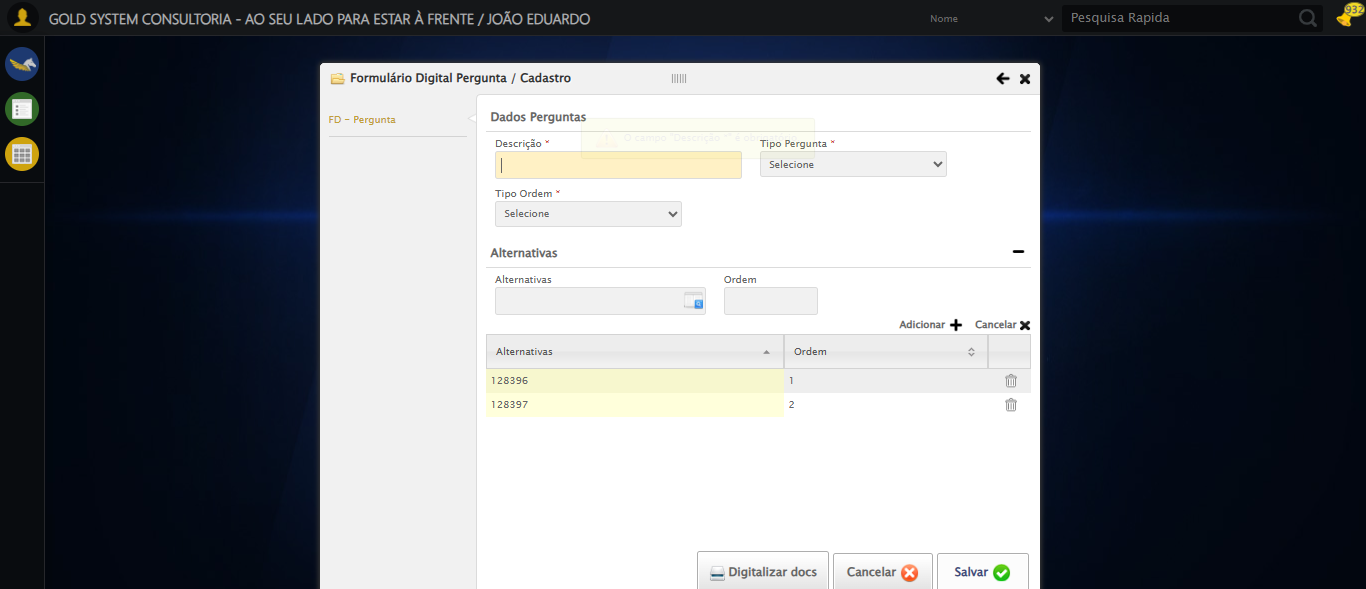 GOLD SYSTEM CONSULTORIA - AO SEU LADO PARA ESTAR À FRENTE / JOÃO EDUARDO
Nome
Pesquisa Rapida
932
Formulário Digital Pergunta / Cadastro
FD - Pergunta
Dados Perguntas
O campo "Descrição *" é
Descrição *
Tipo Pergunta *
Selecione
Tipo Ordem *
Selecione
Alternativas
Alternativas
Ordem
Adicionar
Cancelar
Alternativas
Ordem
128396
1
128397
2
Digitalizar docs
Cancelar
Salvar